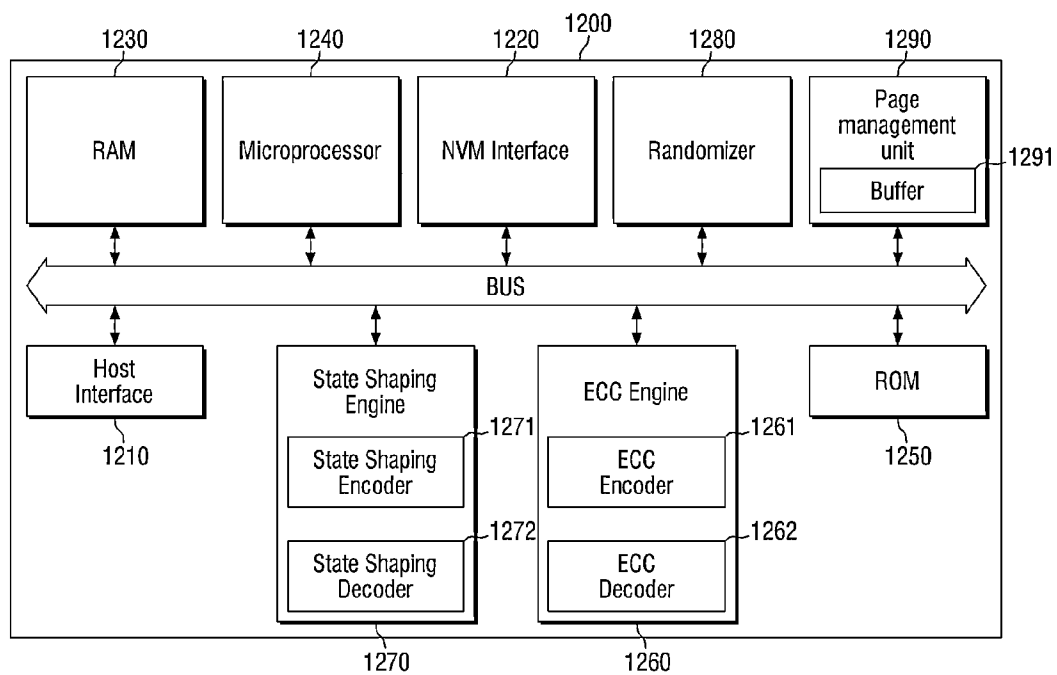 1200
1230
1240
1220
1280
1290
RAM
Microprocessor
NVM Interface
Randomizer
Page
management
unit
1291
Buffer
BUS
Host
Interface
1210
State Shaping
Engine
1271
State Shaping
Encoder
1272
State Shaping
Decoder
1270
ECC Engine
1261
ECC
Encoder
1262
ECC
Decoder
1260
ROM
1250